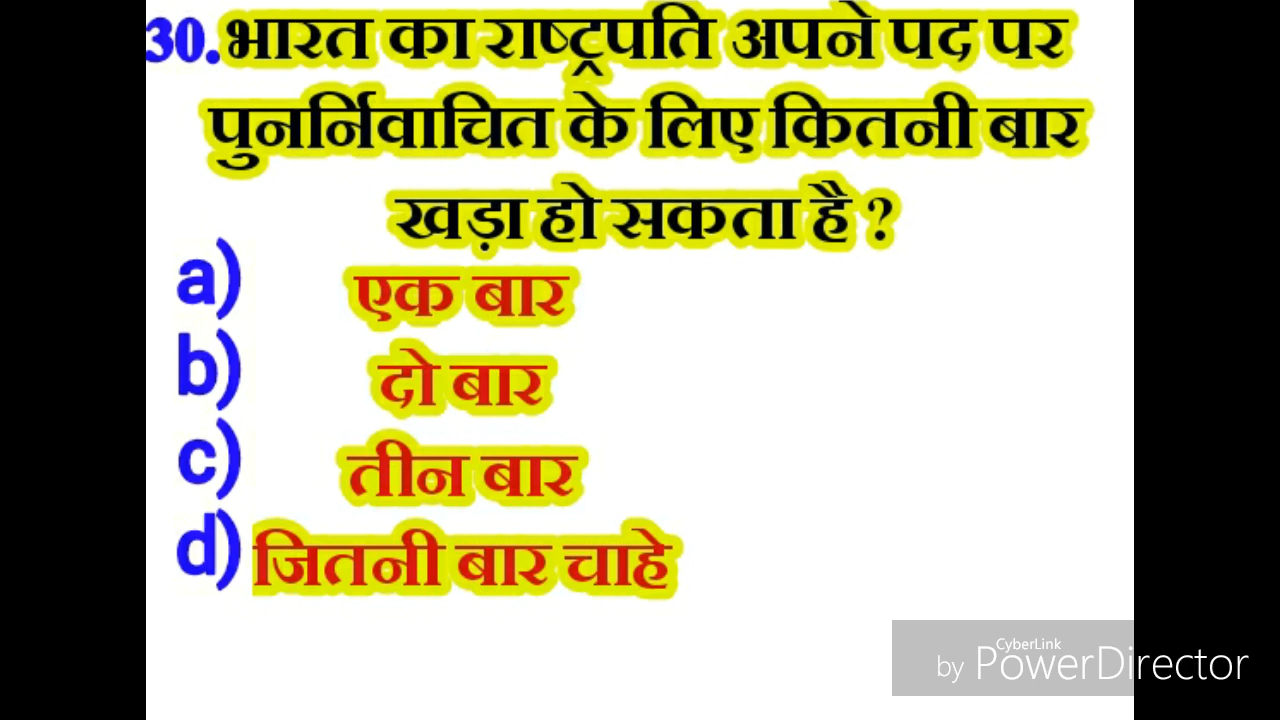 30. भारत का राष्ट्रपति अपने पद पर
पुनर्निवाचित के लिए कितनी बार
खड़ा हो सकता है ?
a) एक बार
b) दो बार
c) तीन बार
d) जितनी बार चाहे
CyberLink
by PowerDirector